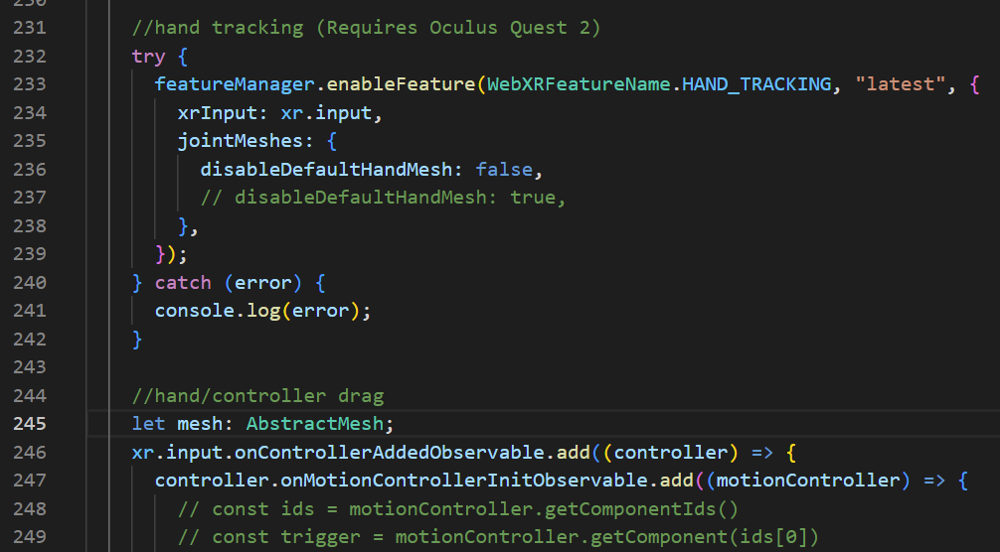 230
231 //hand tracking (Requires Oculus Quest 2)
232 try {
233 featureManager.enableFeature(WebXRFeatureName.HAND_TRACKING, "latest", {
234 xrInput: xr.input,
235 jointMeshes: {
236 disableDefaultHandMesh: false,
237 // disableDefaultHandMesh: true,
238 },
239 });
240 } catch (error) {
241 console.log(error);
242 }
243
244 //hand/controller drag
245 let mesh: AbstractMesh;
246 xr.input.onControllerAddedObservable.add((controller) => {
247 controller.onMotionControllerInitObservable.add((motionController) => {
248 // const ids = motionController.getComponentIds()
249 // const trigger = motionController.getComponent(ids[0])